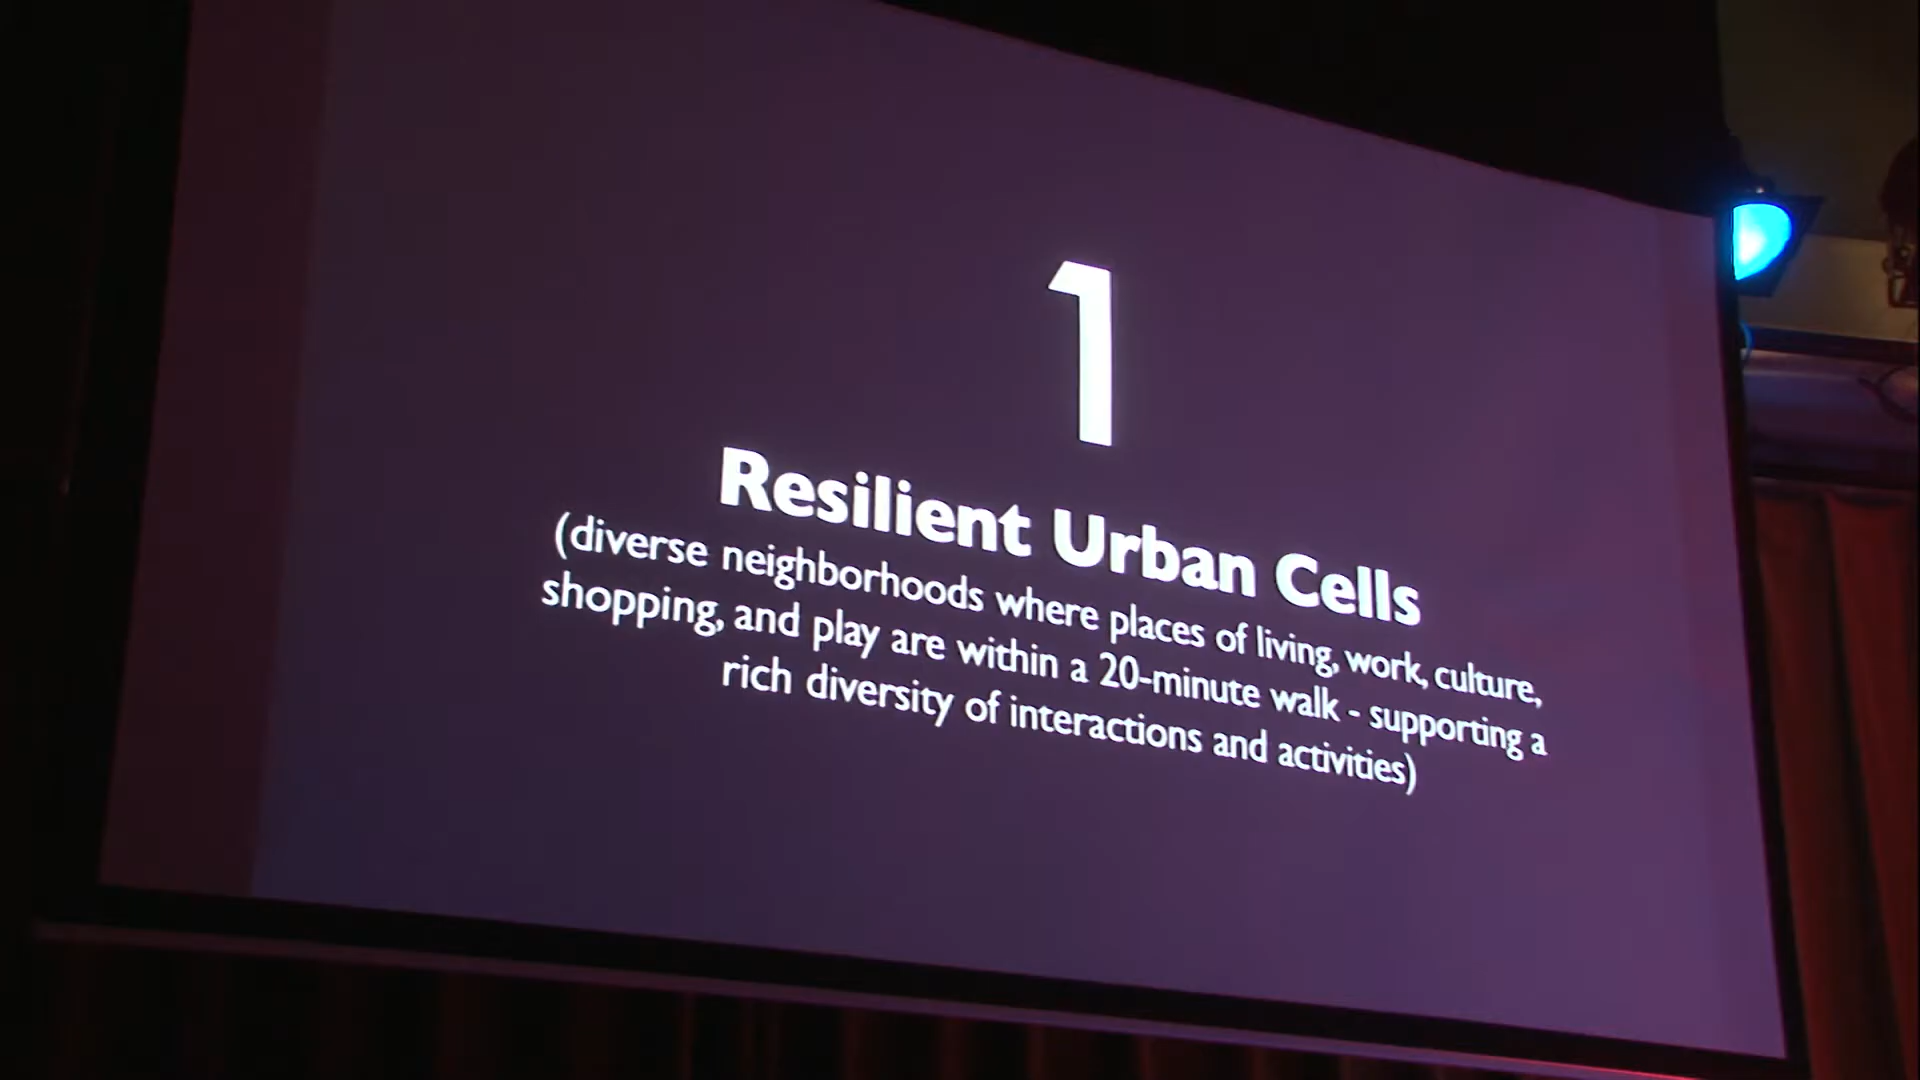 1
Resilient Urban Cells
(diverse neighborhoods where places of living, work, culture,
shopping, and play are within a 20-minute walk - supporting a
rich diversity of interactions and activities)